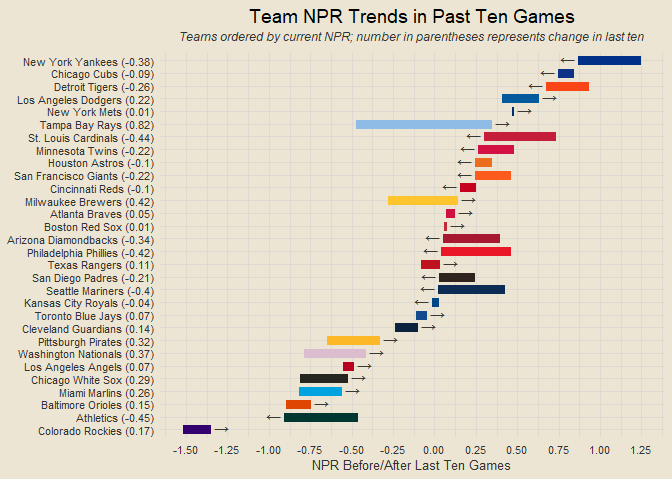 Team NPR Trends in Past Ten Games
Teams ordered by current NPR; number in parentheses represents change in last ten
New York Yankees (-0.38)
Chicago Cubs (-0.09)
Detroit Tigers (-0.26)
Los Angeles Dodgers (0.22)
New York Mets (0.01)
Tampa Bay Rays (0.82)
St. Louis Cardinals (-0.44)
Minnesota Twins (-0.22)
Houston Astros (-0.1)
San Francisco Giants (-0.22)
Cincinnati Reds (-0.1)
Milwaukee Brewers (0.42)
Atlanta Braves (0.05)
Boston Red Sox (0.01)
Arizona Diamondbacks (-0.34)
Philadelphia Phillies (-0.42)
Texas Rangers (0.11)
San Diego Padres (-0.21)
Seattle Mariners (-0.4)
Kansas City Royals (-0.04)
Toronto Blue Jays (0.07)
Cleveland Guardians (0.14)
Pittsburgh Pirates (0.32)
Washington Nationals (0.37)
Los Angeles Angels (0.07)
Chicago White Sox (0.29)
Miami Marlins (0.26)
Baltimore Orioles (0.15)
Athletics (-0.45)
Colorado Rockies (0.17)
-1.50 -1.25 -1.00 -0.75 -0.50 -0.25 0.00 0.25 0.50 0.75 1.00 1.25
NPR Before/After Last Ten Games